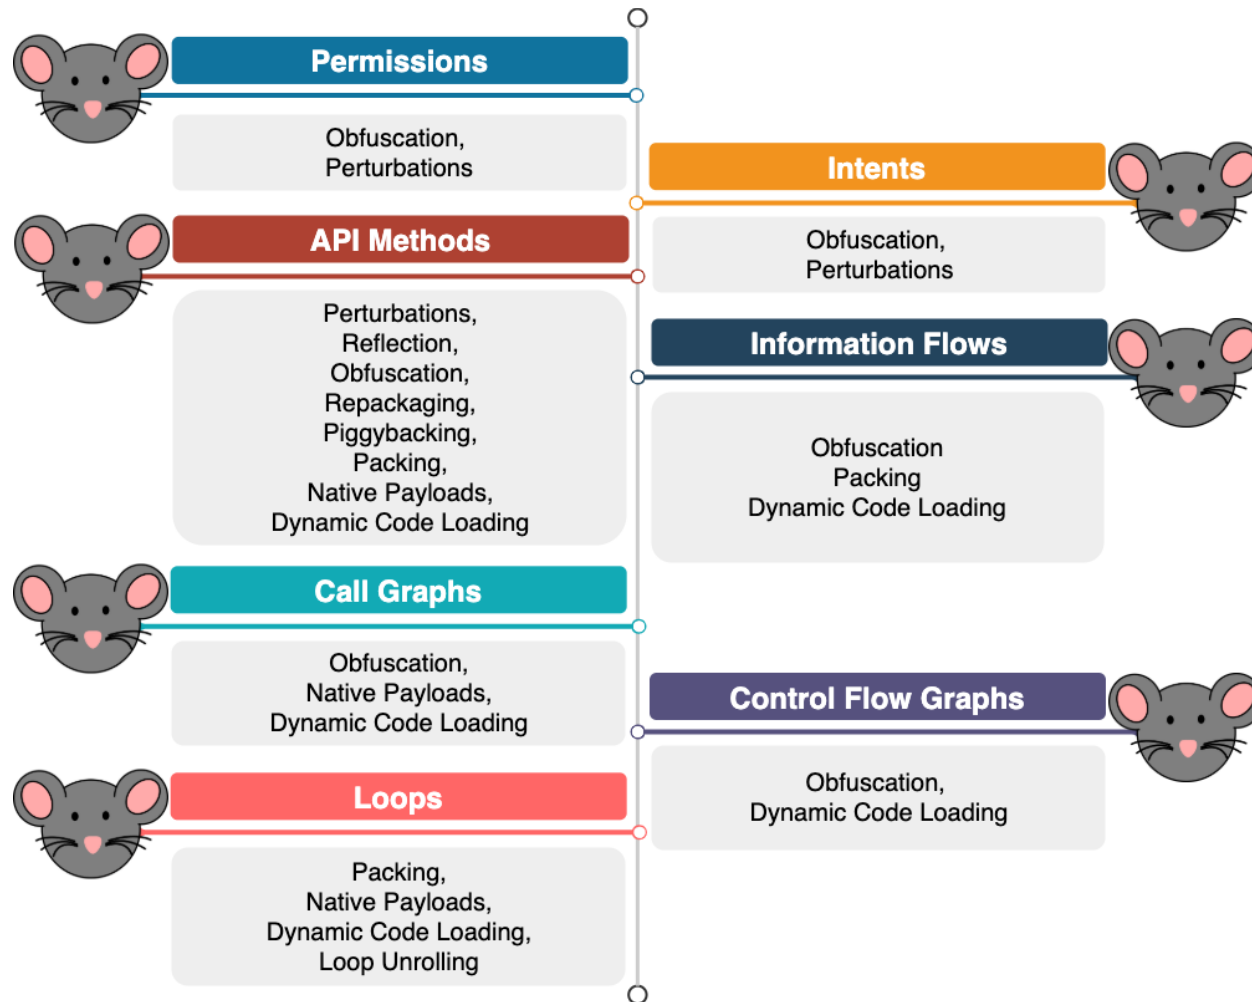 Permissions
Obfuscation,
Perturbations
Intents
Obfuscation,
Perturbations
API Methods
Perturbations,
Reflection,
Obfuscation,
Repackaging,
Piggybacking,
Packing,
Native Payloads,
Dynamic Code Loading
Information Flows
Obfuscation
Packing
Dynamic Code Loading
Call Graphs
Obfuscation,
Native Payloads,
Dynamic Code Loading
Control Flow Graphs
Obfuscation,
Dynamic Code Loading
Loops
Packing,
Native Payloads,
Dynamic Code Loading,
Loop Unrolling